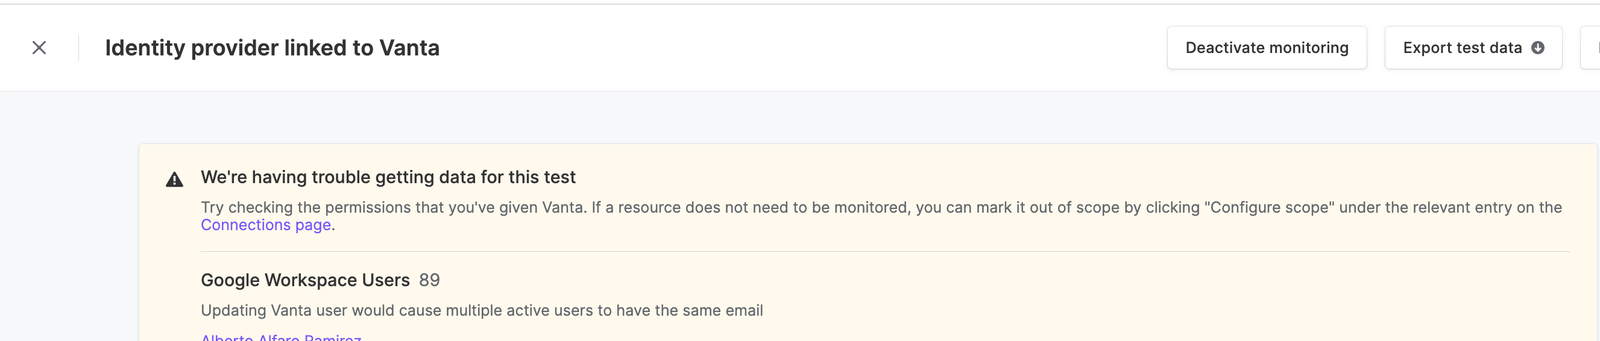 Identity provider linked to Vanta
Deactivate monitoring
Export test data
We're having trouble getting data for this test
Try checking the permissions that you've given Vanta. If a resource does not need to be monitored, you can mark it out of scope by clicking "Configure scope" under the relevant entry on the
Connections page.
Google Workspace Users 89
Updating Vanta user would cause multiple active users to have the same email
Alberto Alfaro Ramirez